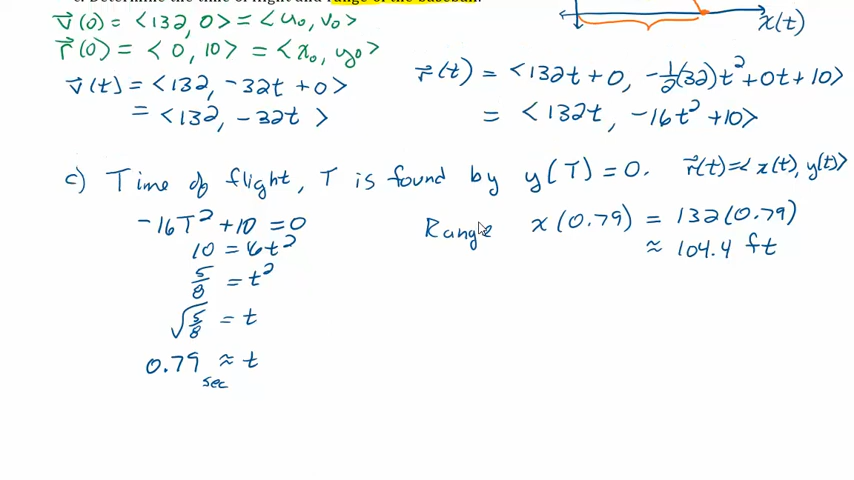 range of the baseball.
x(t)
v⃗(0) = <132, 0> = <u₀, v₀>
r⃗(0) = < 0, 10> = <x₀, y₀>
v⃗(t) = <132, -32t + 0>
= <132, -32t >
r⃗(t) = <132t + 0, -½(32)t² + 0t + 10>
= < 132t, -16t² + 10>
c) Time of flight, T is found by y(T) = 0. r⃗(t) = < x(t), y(t)>
-16T² + 10 = 0
10 = 6t²
5/8 = t²
√5/8 = t
0.79 ≈ t
sec
Range x(0.79) = 132(0.79)
≈ 104.4 ft